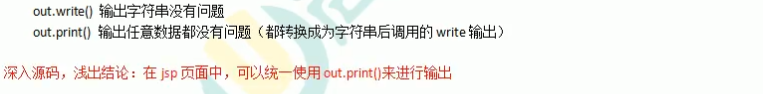 out.write() 输出字符串没有问题
out.print() 输出任意数据都没有问题（都转换成为字符串后调用的 write 输出）
深入源码，浅出结论：在 jsp 页面中，可以统一使用 out.print()来进行输出